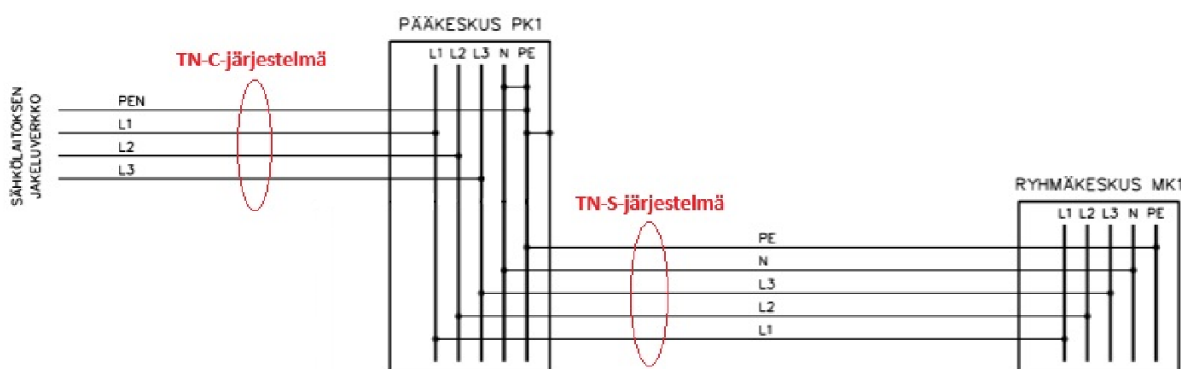 PÄÄKESKUS PK1
L1 L2 L3 N PE
TN-C-järjestelmä
SÄHKÖLAITOKSEN
JAKELUVERKKO
PEN
L1
L2
L3
RYHMÄKESKUS MK1
L1 L2 L3 N PE
TN-S-järjestelmä
PE
N
L3
L2
L1